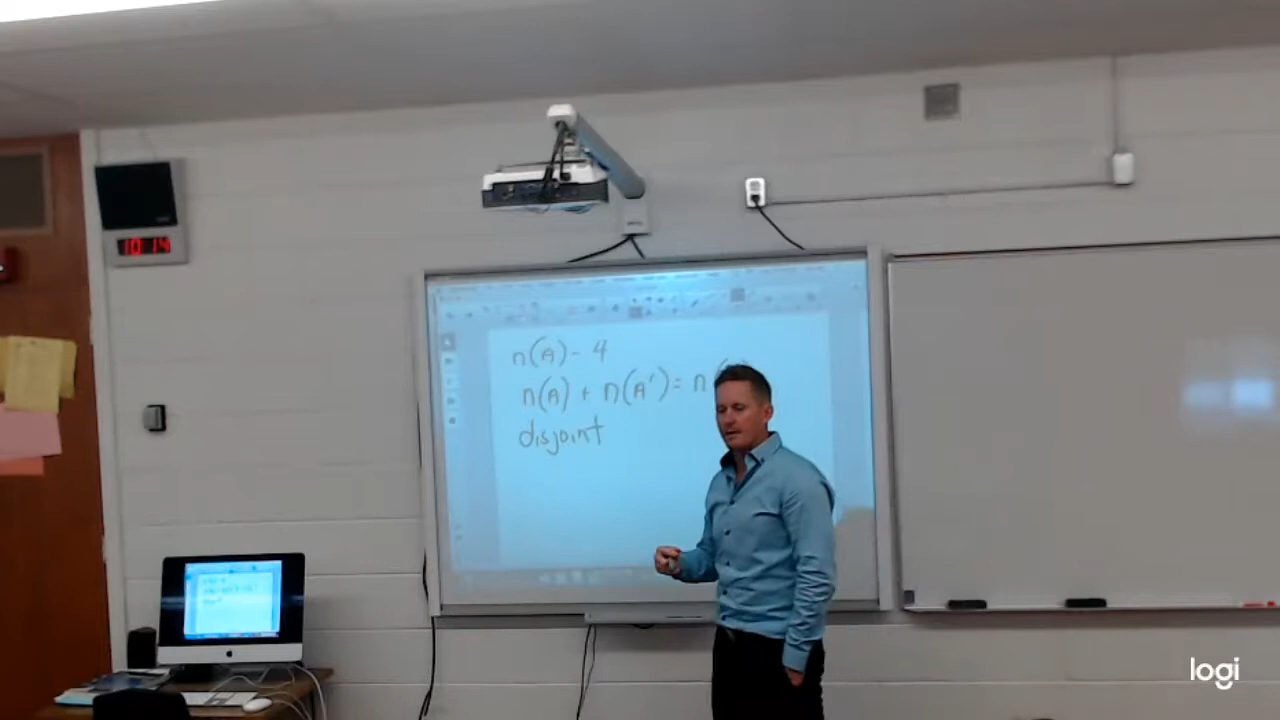 10:14
n(A) - 4
n(A) + n(A') = n(
disjoint
logi